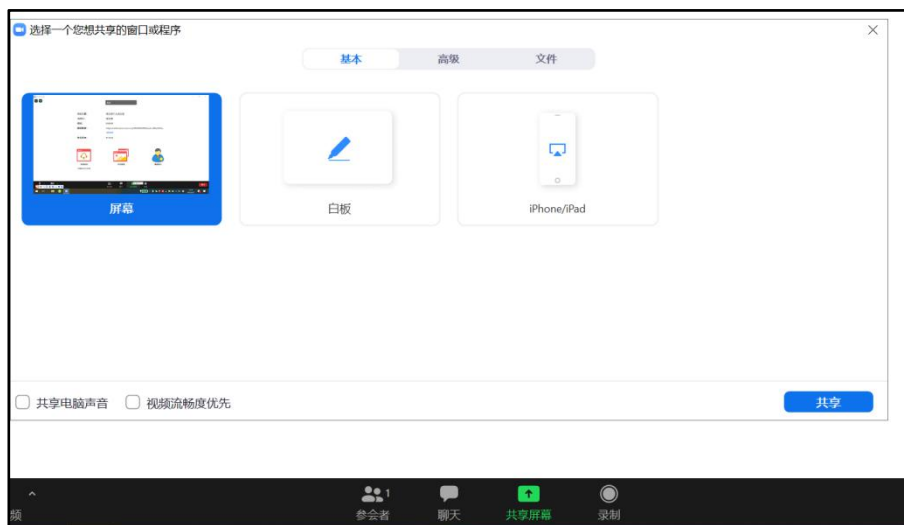 选择一个您想共享的窗口或程序
基本 高级 文件
屏幕 白板 iPhone/iPad
共享电脑声音 视频流畅度优先 共享
频 参会者 1 聊天 共享屏幕 录制